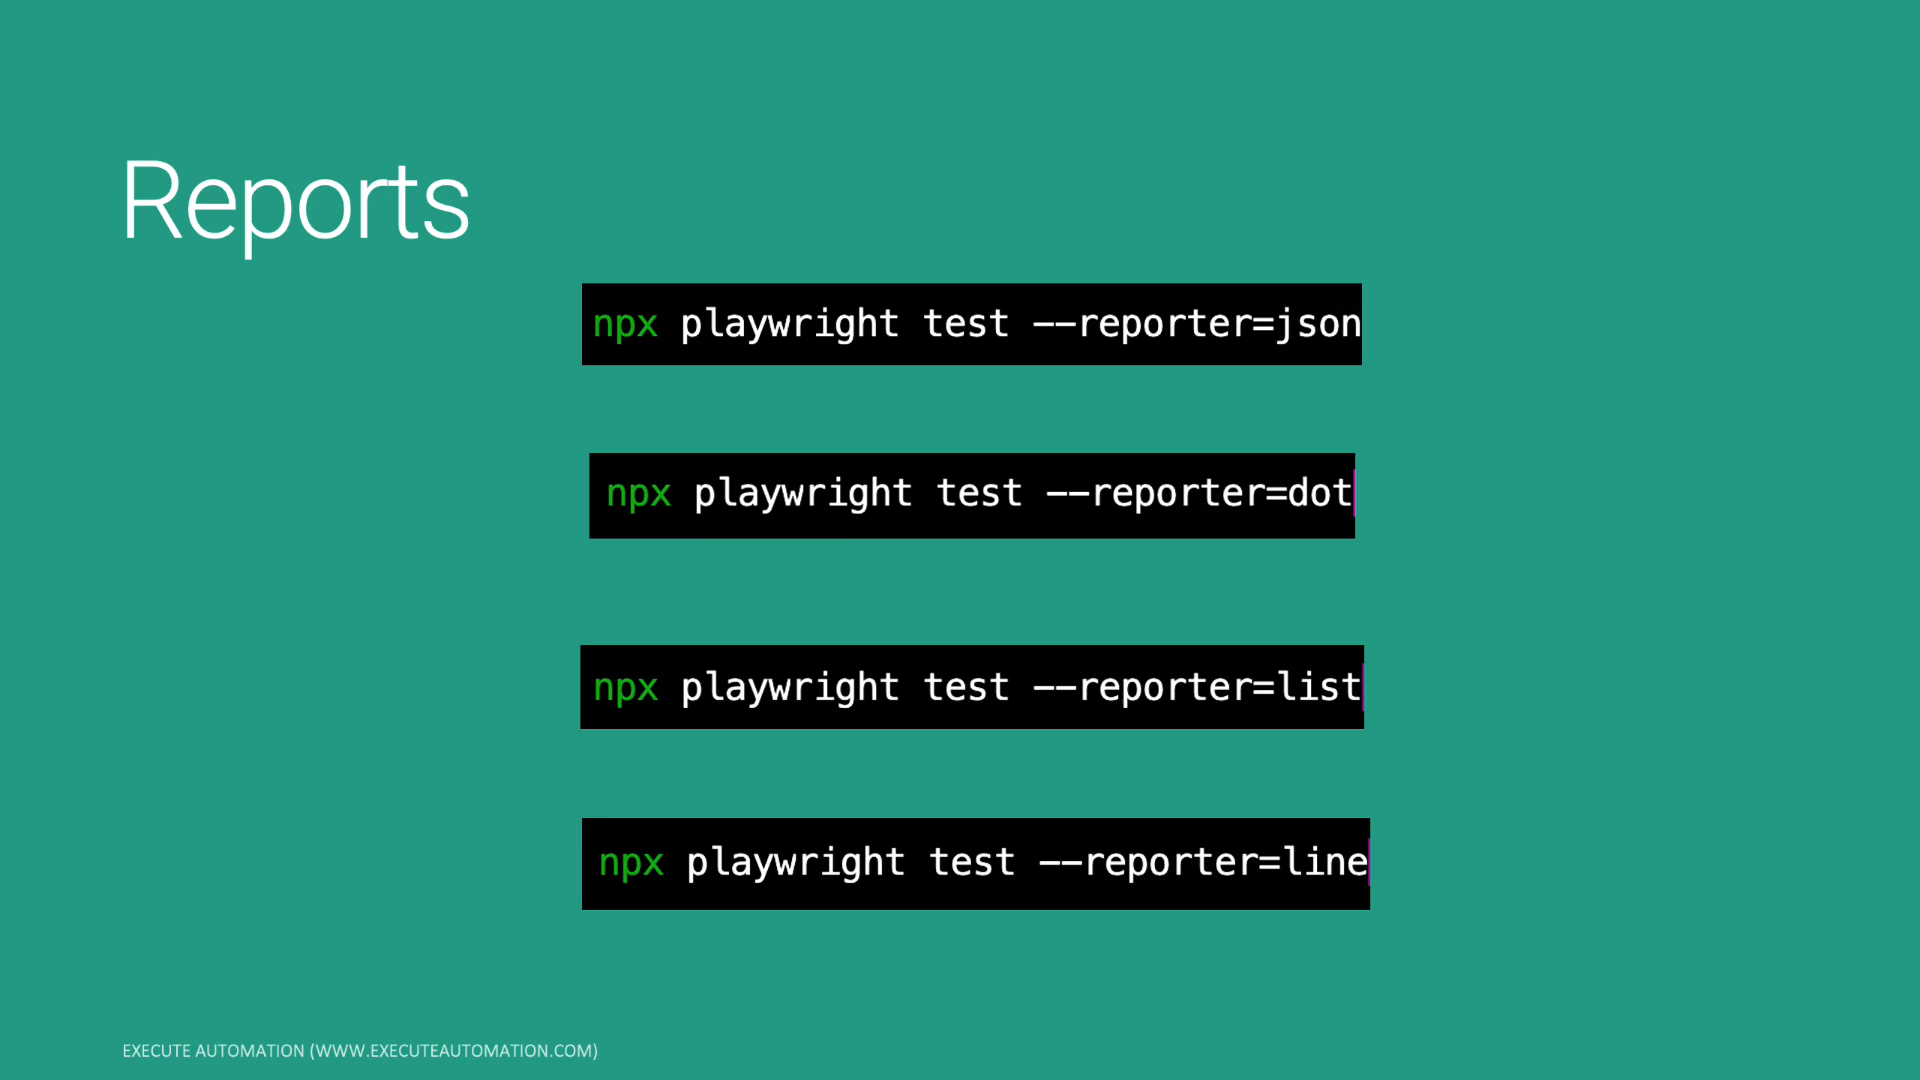 Reports
npx playwright test --reporter=json
npx playwright test --reporter=dot
npx playwright test --reporter=list
npx playwright test --reporter=line
EXECUTE AUTOMATION (WWW.EXECUTEAUTOMATION.COM)